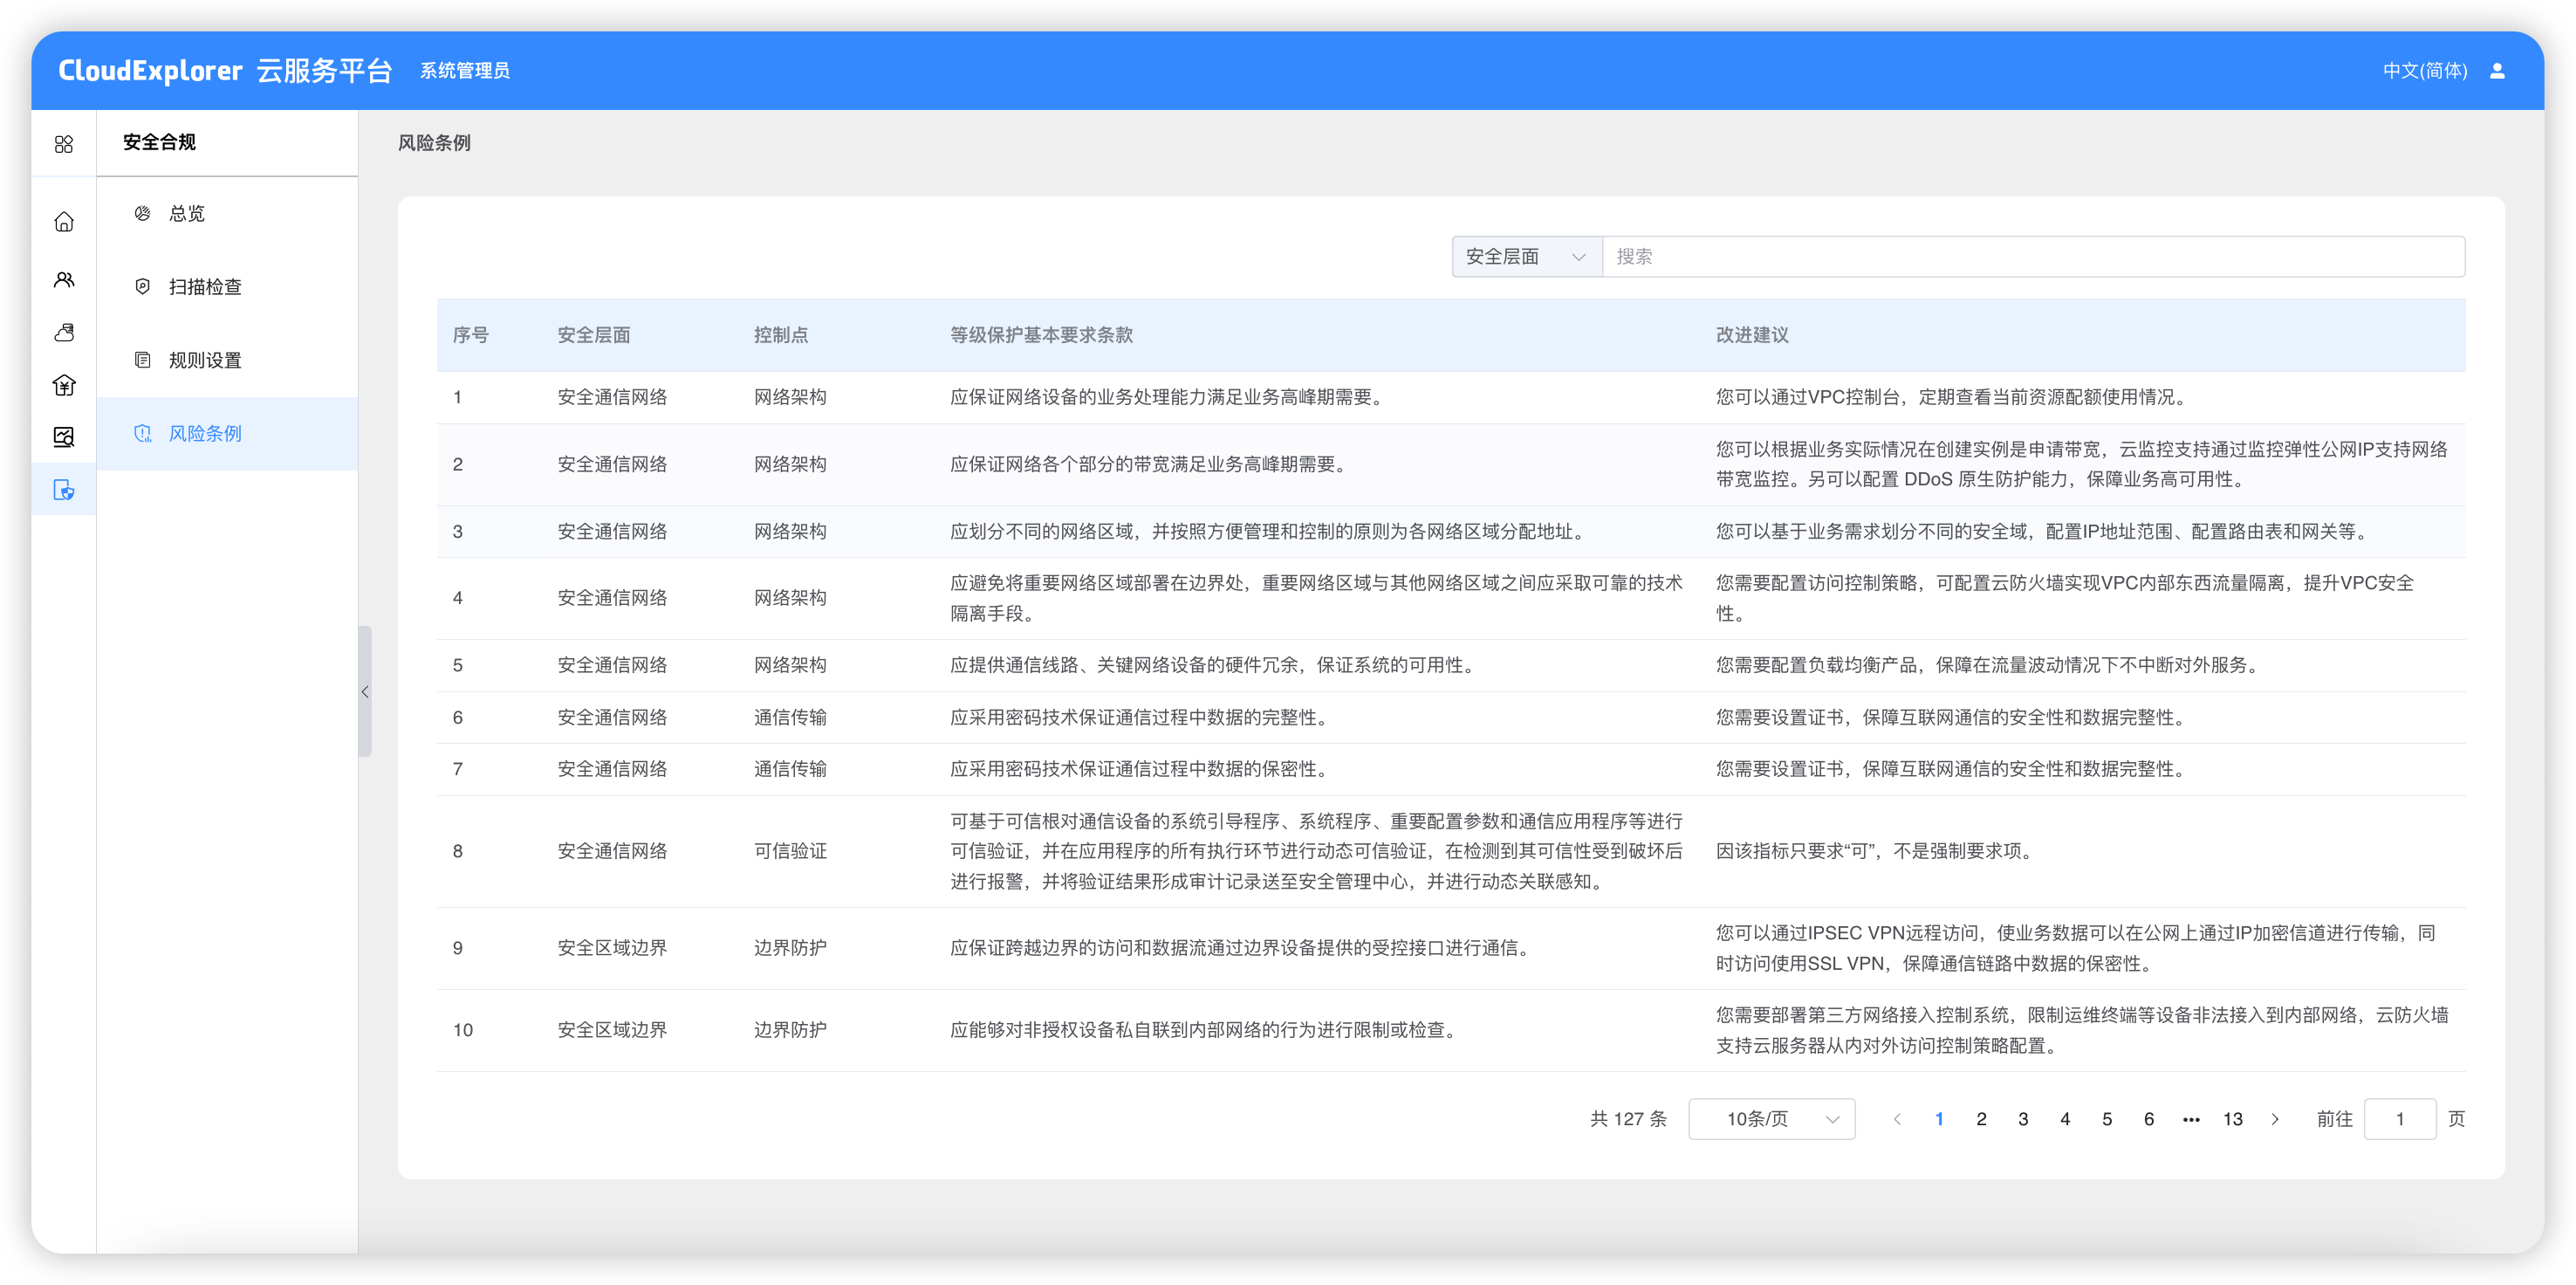 CloudExplorer 云服务平台 系统管理员 中文(简体)
安全合规
总览
扫描检查
规则设置
风险条例
风险条例
安全层面 搜索
序号 安全层面 控制点 等级保护基本要求条款 改进建议
1 安全通信网络 网络架构 应保证网络设备的业务处理能力满足业务高峰期需要。 您可以通过VPC控制台，定期查看当前资源配额使用情况。
2 安全通信网络 网络架构 应保证网络各个部分的带宽满足业务高峰期需要。 您可以根据业务实际情况在创建实例是申请带宽，云监控支持通过监控弹性公网IP支持网络
带宽监控。另可以配置 DDoS 原生防护能力，保障业务高可用性。
3 安全通信网络 网络架构 应划分不同的网络区域，并按照方便管理和控制的原则为各网络区域分配地址。 您可以基于业务需求划分不同的安全域，配置IP地址范围、配置路由表和网关等。
4 安全通信网络 网络架构 应避免将重要网络区域部署在边界处，重要网络区域与其他网络区域之间应采取可靠的技术
隔离手段。 您需要配置访问控制策略，可配置云防火墙实现VPC内部东西流量隔离，提升VPC安全
性。
5 安全通信网络 网络架构 应提供通信线路、关键网络设备的硬件冗余，保证系统的可用性。 您需要配置负载均衡产品，保障在流量波动情况下不中断对外服务。
6 安全通信网络 通信传输 应采用密码技术保证通信过程中数据的完整性。 您需要设置证书，保障互联网通信的安全性和数据完整性。
7 安全通信网络 通信传输 应采用密码技术保证通信过程中数据的保密性。 您需要设置证书，保障互联网通信的安全性和数据完整性。
8 安全通信网络 可信验证 可基于可信根对通信设备的系统引导程序、系统程序、重要配置参数和通信应用程序等进行
可信验证，并在应用程序的所有执行环节进行动态可信验证，在检测到其可信性受到破坏后
进行报警，并将验证结果形成审计记录送至安全管理中心，并进行动态关联感知。 因该指标只要求“可”，不是强制要求项。
9 安全区域边界 边界防护 应保证跨越边界的访问和数据流通过边界设备提供的受控接口进行通信。 您可以通过IPSEC VPN远程访问，使业务数据可以在公网上通过IP加密信道进行传输，同
时访问使用SSL VPN，保障通信链路中数据的保密性。
10 安全区域边界 边界防护 应能够对非授权设备私自联到内部网络的行为进行限制或检查。 您需要部署第三方网络接入控制系统，限制运维终端等设备非法接入到内部网络，云防火墙
支持云服务器从内对外访问控制策略配置。
共 127 条 10条/页 1 2 3 4 5 6 ••• 13 前往 1 页